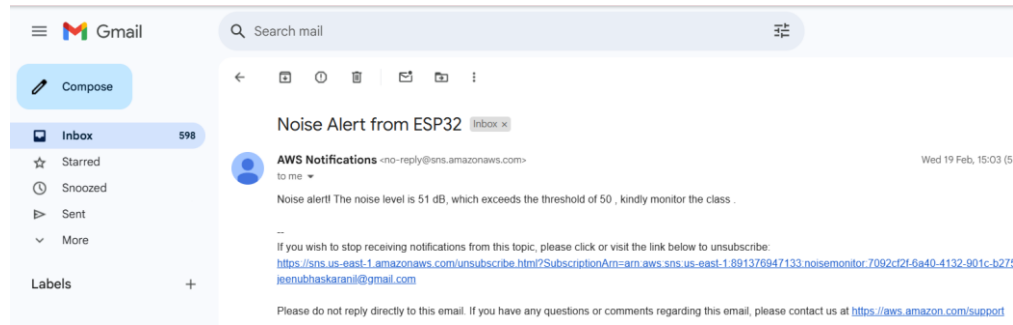 Gmail
Search mail
Compose
Inbox 598
Starred
Snoozed
Sent
More
Labels +
Noise Alert from ESP32 Inbox ×
AWS Notifications <no-reply@sns.amazonaws.com> Wed 19 Feb, 15:03 (5
to me
Noise alert! The noise level is 51 dB, which exceeds the threshold of 50 , kindly monitor the class .
--
If you wish to stop receiving notifications from this topic, please click or visit the link below to unsubscribe:
https://sns.us-east-1.amazonaws.com/unsubscribe.html?SubscriptionArn=arn:aws:sns:us-east-1:891376947133:noisemonitor:7092cf2f-6a40-4132-901c-b275
jeenubhaskaranil@gmail.com
Please do not reply directly to this email. If you have any questions or comments regarding this email, please contact us at https://aws.amazon.com/support